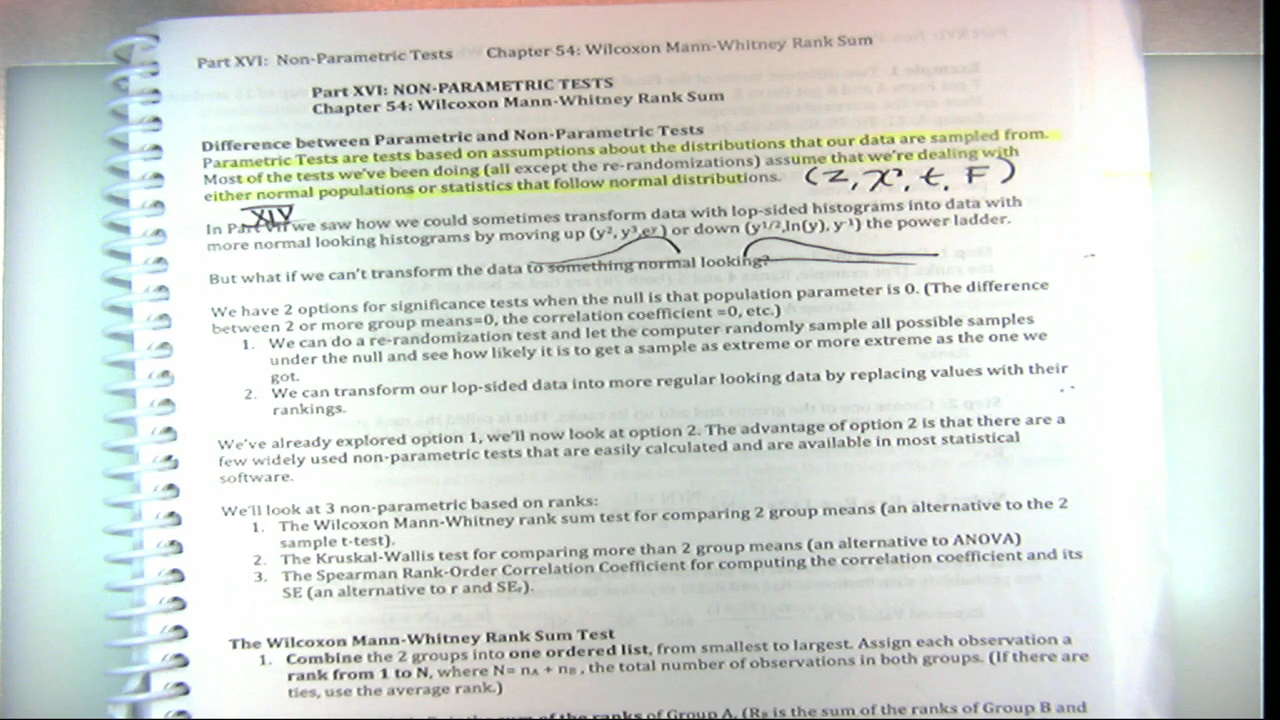 Part XVI: Non-Parametric Tests Chapter 54: Wilcoxon Mann-Whitney Rank Sum
Part XVI: NON-PARAMETRIC TESTS
Chapter 54: Wilcoxon Mann-Whitney Rank Sum
Difference between Parametric and Non-Parametric Tests
Parametric Tests are tests based on assumptions about the distributions that our data are sampled from.
Most of the tests we've been doing (all except the re-randomizations) assume that we're dealing with
either normal populations or statistics that follow normal distributions. (Z, χ², t, F)
XIV
In Part we saw how we could sometimes transform data with lop-sided histograms into data with
more normal looking histograms by moving up (y², y³,eʸ) or down (y¹/²,ln(y), y⁻¹) the power ladder.
But what if we can't transform the data to something normal looking?
We have 2 options for significance tests when the null is that population parameter is 0. (The difference
between 2 or more group means=0, the correlation coefficient =0, etc.)
1. We can do a re-randomization test and let the computer randomly sample all possible samples
under the null and see how likely it is to get a sample as extreme or more extreme as the one we
got.
2. We can transform our lop-sided data into more regular looking data by replacing values with their
rankings.
We've already explored option 1, we'll now look at option 2. The advantage of option 2 is that there are a
few widely used non-parametric tests that are easily calculated and are available in most statistical
software.
We'll look at 3 non-parametric based on ranks:
1. The Wilcoxon Mann-Whitney rank sum test for comparing 2 group means (an alternative to the 2
sample t-test).
2. The Kruskal-Wallis test for comparing more than 2 group means (an alternative to ANOVA)
3. The Spearman Rank-Order Correlation Coefficient for computing the correlation coefficient and its
SE (an alternative to r and SEᵣ).
The Wilcoxon Mann-Whitney Rank Sum Test
1. Combine the 2 groups into one ordered list, from smallest to largest. Assign each observation a
rank from 1 to N, where N= nA + nB , the total number of observations in both groups. (If there are
ties, use the average rank.)
is the sum of the ranks of Group A. (RB is the sum of the ranks of Group B and